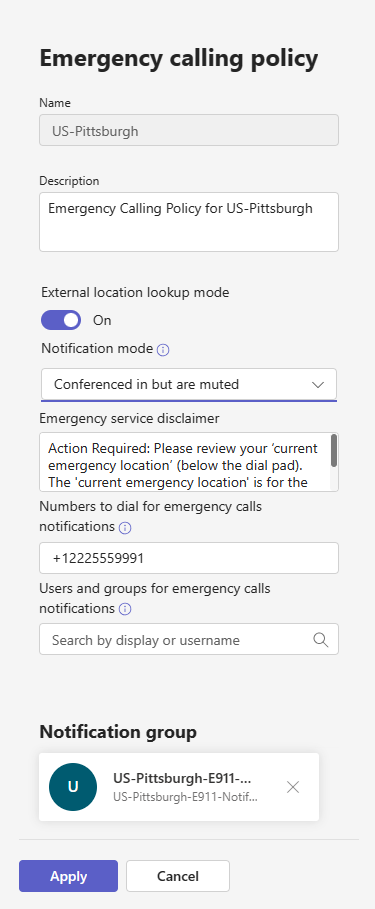 Emergency calling policy
Name
US-Pittsburgh
Description
Emergency Calling Policy for US-Pittsburgh
External location lookup mode
On
Notification mode
Conferenced in but are muted
Emergency service disclaimer
Action Required: Please review your ‘current
emergency location’ (below the dial pad).
The 'current emergency location' is for the
Numbers to dial for emergency calls
notifications
+12225559991
Users and groups for emergency calls
notifications
Search by display or username
Notification group
U
US-Pittsburgh-E911-...
US-Pittsburgh-E911-Notif...
Apply
Cancel